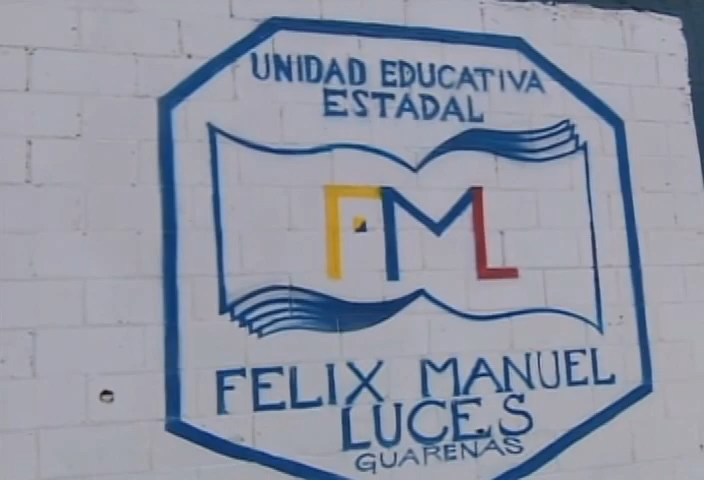 UNIDAD EDUCATIVA
ESTADAL
FML
FELIX MANUEL
LUCES
GUARENAS